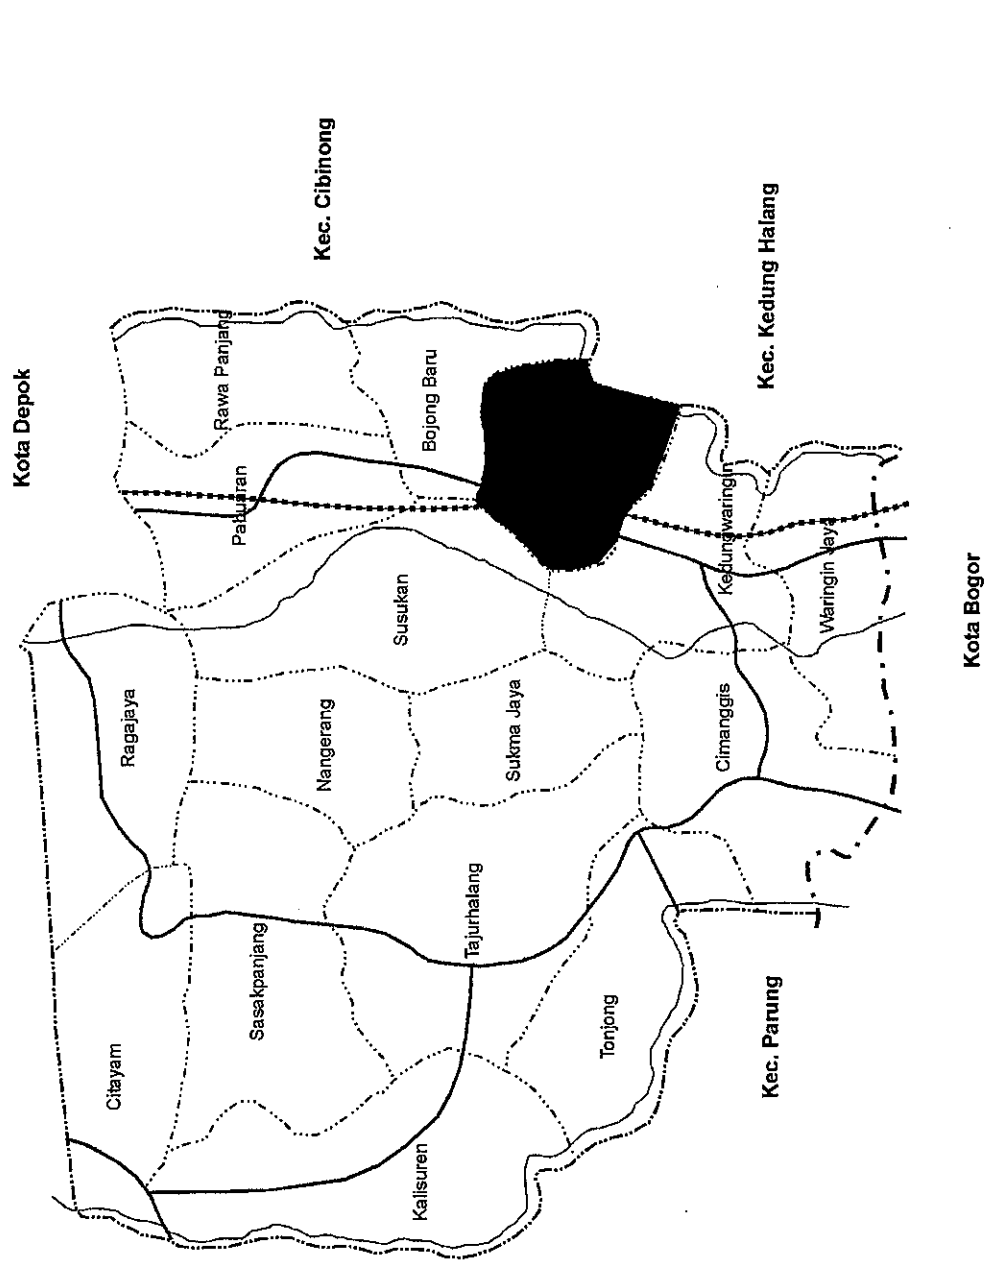 Kota Depok
Kec. Cibinong
Kec. Kedung Halang
Rawa Panjang
Bojong Baru
Pabuaran
Kedungwaringin
Waringin Jaya
Susukan
Kota Bogor
Ragajaya
Nangerang
Sukma Jaya
Cimanggis
Tajurhalang
Sasakpanjang
Tonjong
Kec. Parung
Citayam
Kalisuren